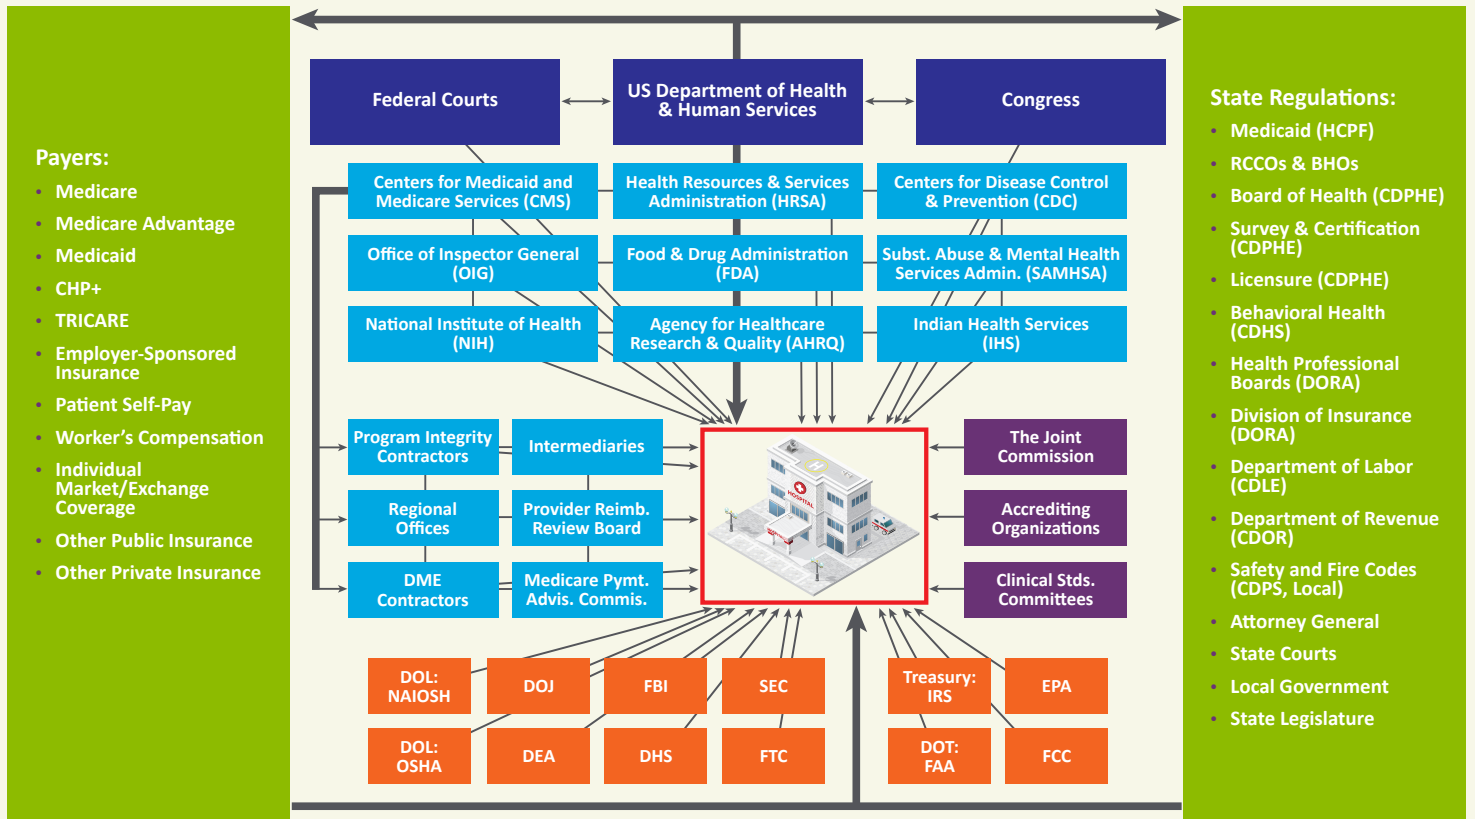 Payers:
• Medicare
• Medicare Advantage
• Medicaid
• CHP+
• TRICARE
• Employer-Sponsored
Insurance
• Patient Self-Pay
• Worker's Compensation
• Individual
Market/Exchange
Coverage
• Other Public Insurance
• Other Private Insurance
Federal Courts
US Department of Health
& Human Services
Congress
Centers for Medicaid and
Medicare Services (CMS)
Health Resources & Services
Administration (HRSA)
Centers for Disease Control
& Prevention (CDC)
Office of Inspector General
(OIG)
Food & Drug Administration
(FDA)
Subst. Abuse & Mental Health
Services Admin. (SAMHSA)
National Institute of Health
(NIH)
Agency for Healthcare
Research & Quality (AHRQ)
Indian Health Services
(IHS)
Program Integrity
Contractors
Intermediaries
Regional
Offices
Provider Reimb.
Review Board
DME
Contractors
Medicare Pymt.
Advis. Commis.
H
HOSPITAL
The Joint
Commission
Accrediting
Organizations
Clinical Stds.
Committees
DOL:
NAIOSH
DOJ
FBI
SEC
Treasury:
IRS
EPA
DOL:
OSHA
DEA
DHS
FTC
DOT:
FAA
FCC
State Regulations:
• Medicaid (HCPF)
• RCCOs & BHOs
• Board of Health (CDPHE)
• Survey & Certification
(CDPHE)
• Licensure (CDPHE)
• Behavioral Health
(CDHS)
• Health Professional
Boards (DORA)
• Division of Insurance
(DORA)
• Department of Labor
(CDLE)
• Department of Revenue
(CDOR)
• Safety and Fire Codes
(CDPS, Local)
• Attorney General
• State Courts
• Local Government
• State Legislature